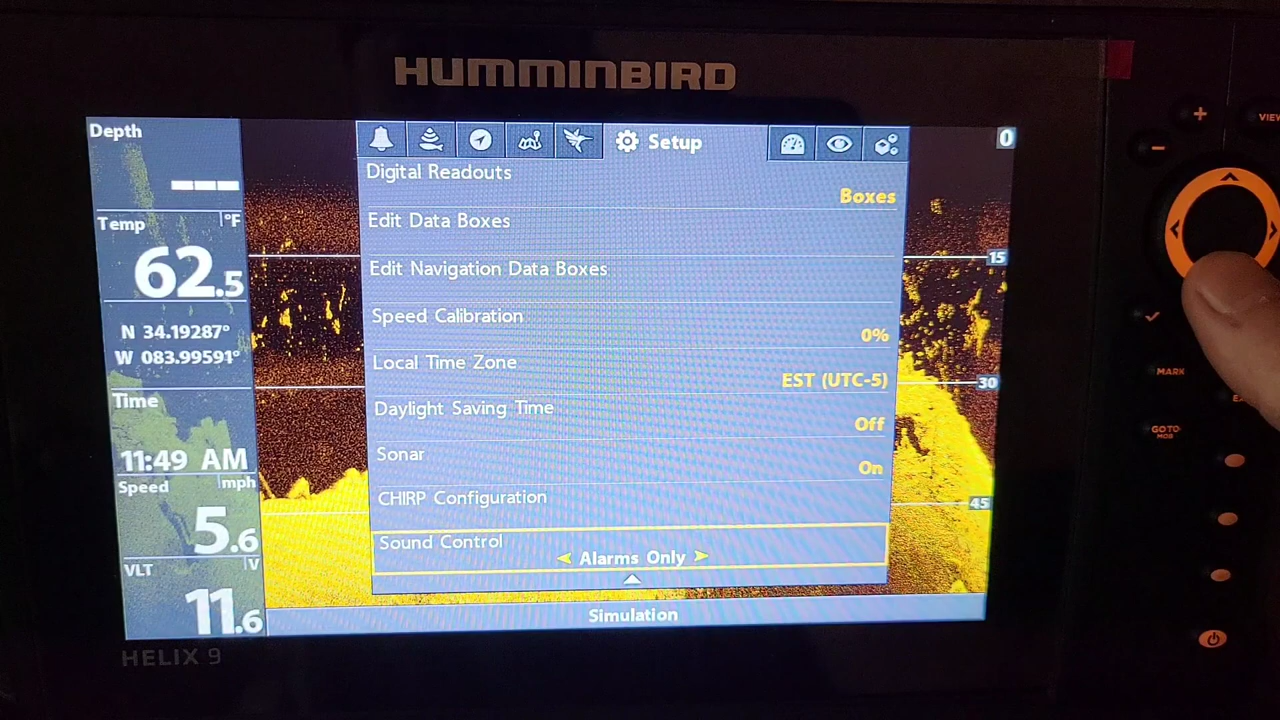 HUMMINBIRD
Depth
Temp °F
62.5
N 34.19287°
W 083.99591°
Time
11:49 AM
Speed mph
5.6
VLT V
11.6
Setup
Digital Readouts
Boxes
Edit Data Boxes
Edit Navigation Data Boxes
Speed Calibration
0%
Local Time Zone
EST (UTC-5)
Daylight Saving Time
Off
Sonar
On
CHIRP Configuration
Sound Control
Alarms Only
Simulation
0
15
30
45
HELIX 9
+
VIEW
-
MARK
GO TO
MOB